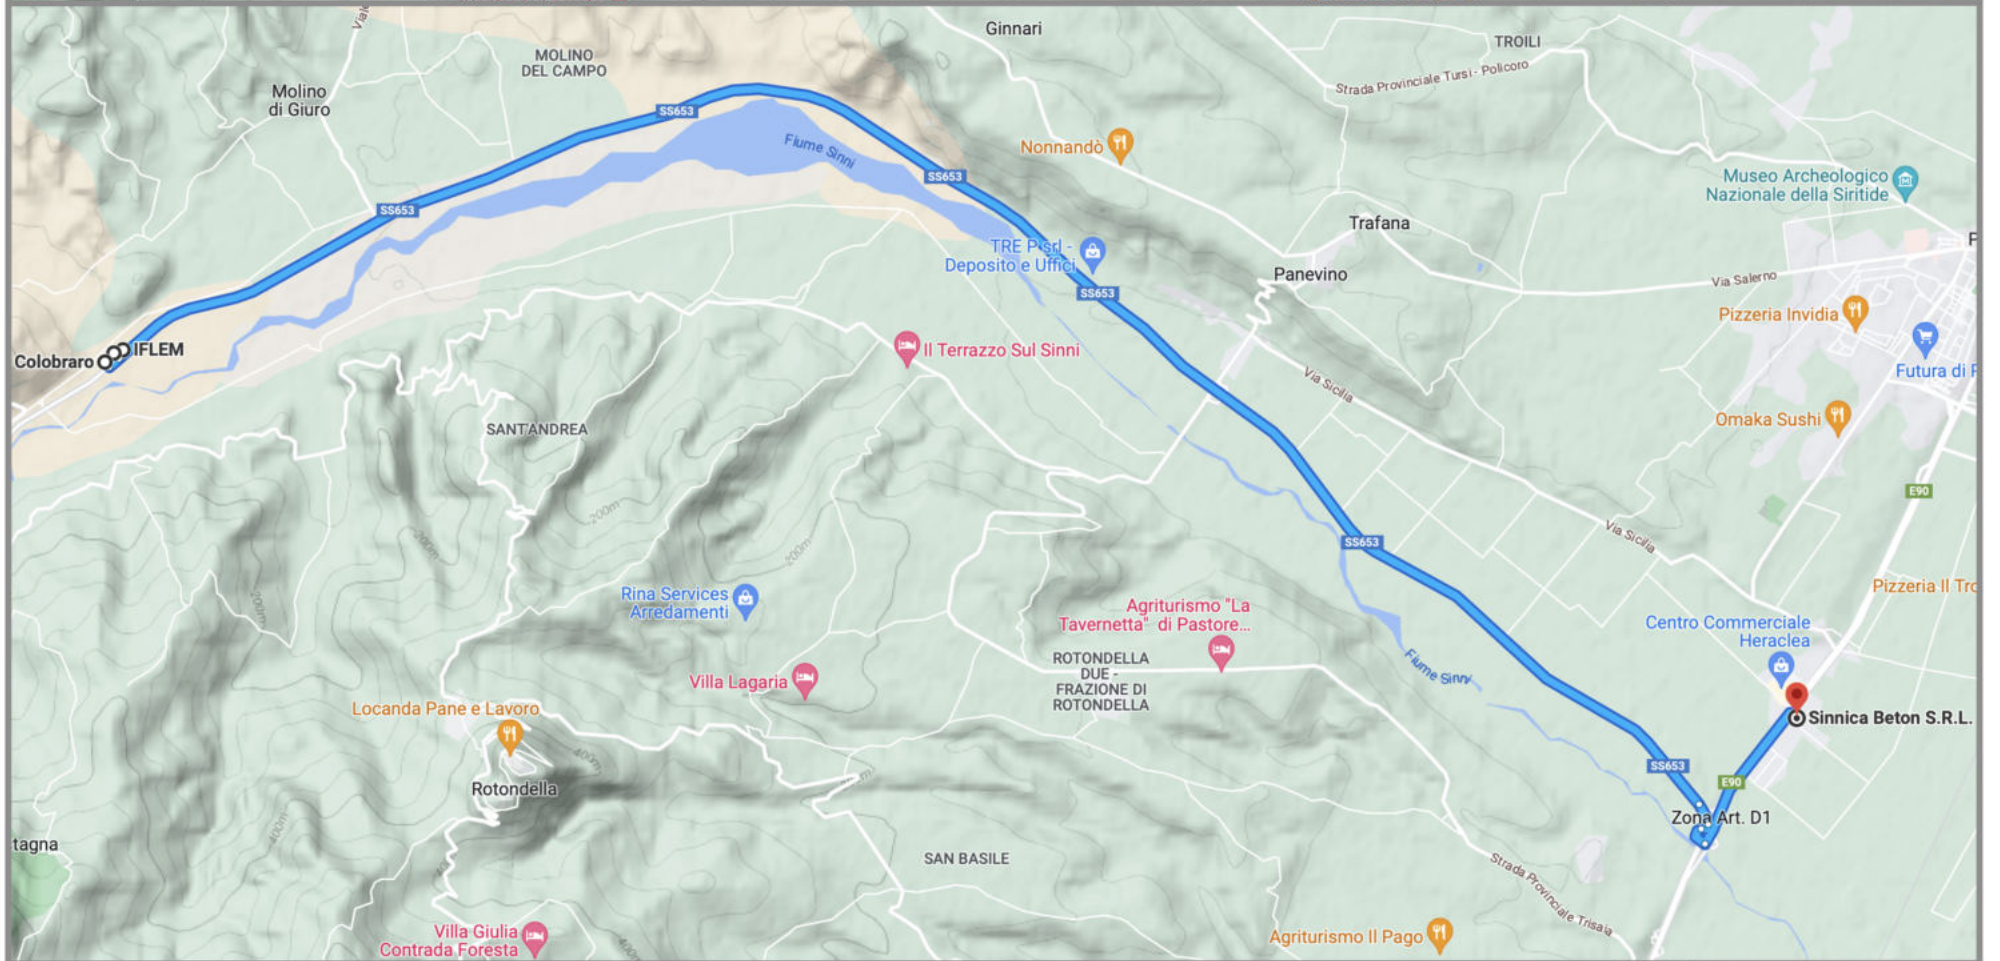 Ginnari
TROILI
MOLINO
DEL CAMPO
Strada Provinciale Tursi - Policoro
Molino
di Giuro
SS653
Fiume Sinni
Nonnandò
SS653
Museo Archeologico
Nazionale della Siritide
SS653
Trafana
TRE P srl -
Deposito e Uffici
Panevino
Via Salerno
SS653
Pizzeria Invidia
Colobraro
IFLEM
Il Terrazzo Sul Sinni
Futura di
Via Sicilia
Omaka Sushi
SANT'ANDREA
E90
200m
200m
200m
200m
SS653
Via Sicilia
Pizzeria Il
Rina Services
Arredamenti
Agriturismo "La
Tavernetta" di Pastore...
Centro Commerciale
Heraclea
ROTONDELLA
DUE -
FRAZIONE DI
ROTONDELLA
Fiume Sinni
Villa Lagaria
Locanda Pane e Lavoro
Sinnica Beton S.R.L.
400m
SS653
E90
Rotondella
Zona Art. D1
400m
tagna
SAN BASILE
Strada Provinciale Trisaia
Villa Giulia
Contrada Foresta
400m
Agriturismo Il Pago